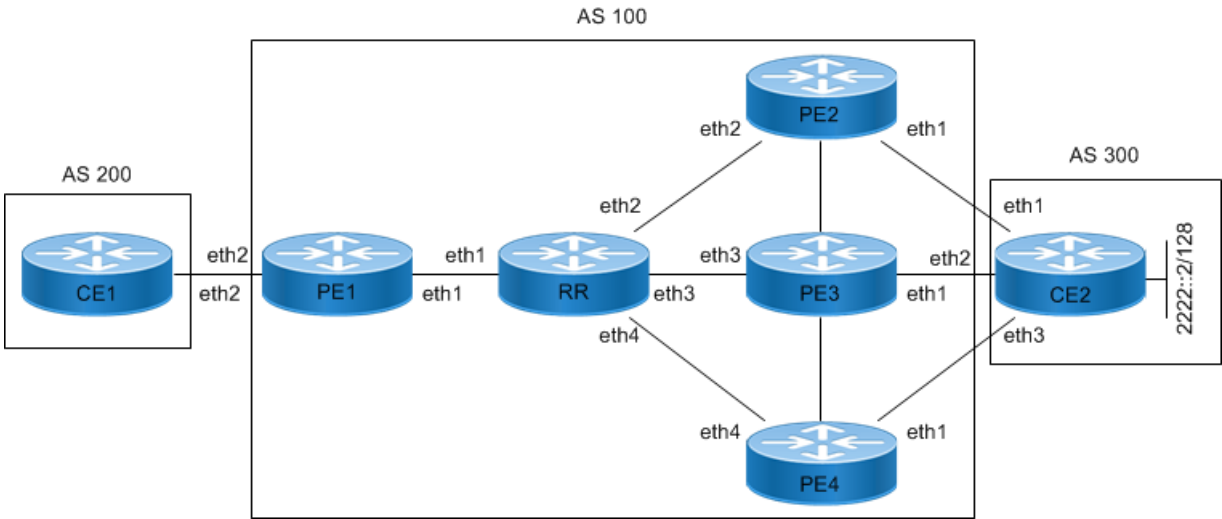 AS 100
PE2
eth2
eth1
AS 300
AS 200
eth2
eth1
eth2
eth1
eth3
eth2
CE1
eth2
PE1
eth1
RR
eth3
PE3
eth1
CE2
2222::2/128
eth4
eth3
eth4
eth1
PE4